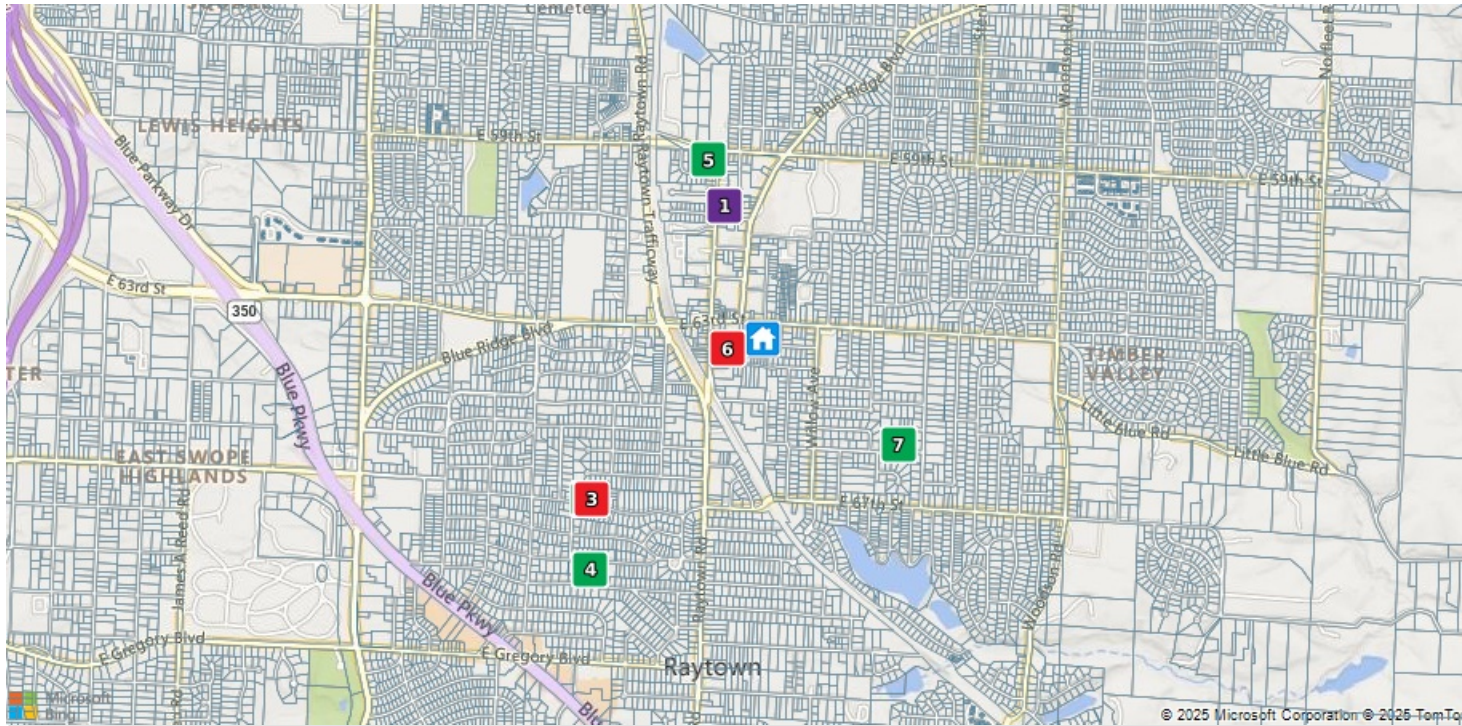 Cemetery
Raytown Rd
Blue Ridge Blvd
Woodson Rd
LEWIS HEIGHTS
Blue Parkway Dr
E 59th St
Raytown Trafficway
5
E 59th St
E 59th St
1
E 63rd St
350
Blue Ridge Blvd
E 63rd St
6
TIMBER
VALLEY
Blue Pkwy
Willow Ave
Little Blue Rd
Little Blue Rd
EAST SWOPE
HIGHLANDS
7
3
E 67th St
James A Reed Rd
4
Raytown Rd
Blue Pkwy
Woodson Rd
E Gregory Blvd
E Gregory Blvd
Raytown
Microsoft
Bing
© 2025 Microsoft Corporation © 2025 TomTo